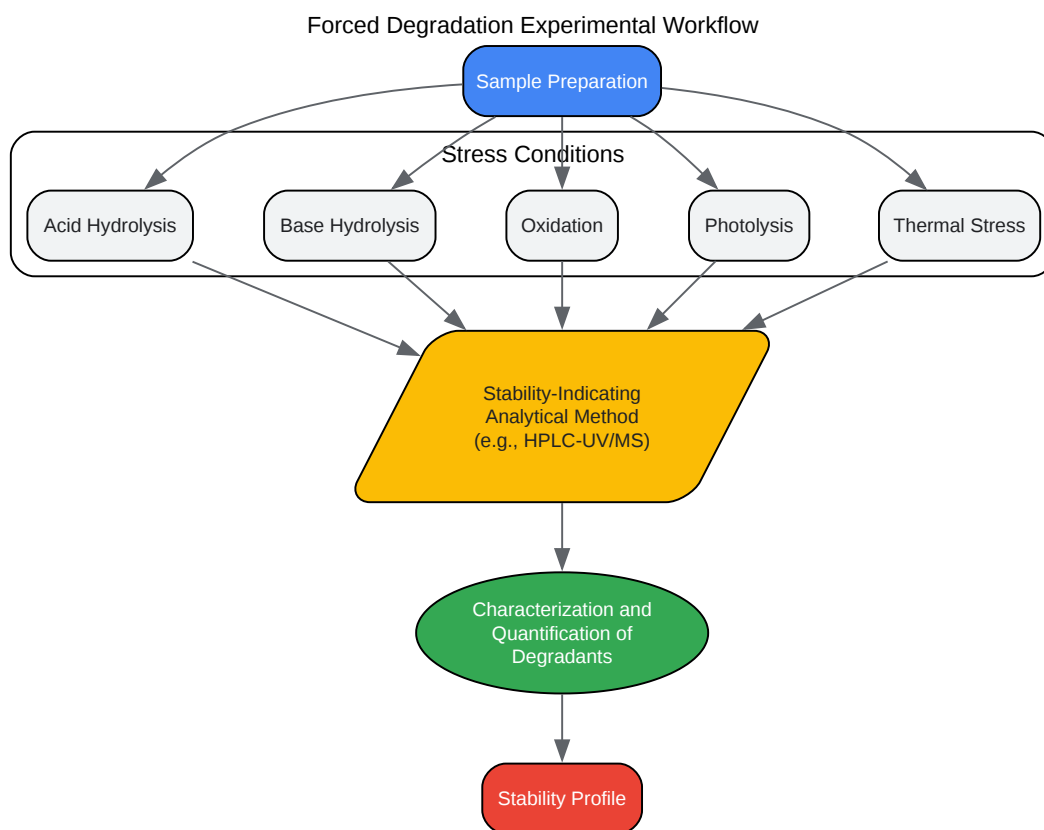 Forced Degradation Experimental Workflow
Sample Preparation
Stress Conditions
Acid Hydrolysis
Base Hydrolysis
Oxidation
Photolysis
Thermal Stress
Stability-Indicating
Analytical Method
(e.g., HPLC-UV/MS)
Characterization and
Quantification of
Degradants
Stability Profile